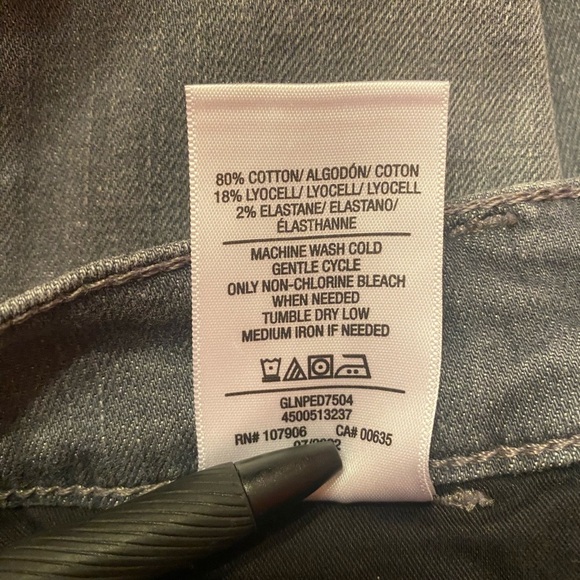 80% COTTON/ ALGODÓN/ COTON
18% LYOCELL/ LYOCELL/ LYOCELL
2% ELASTANE/ ELASTANO/
ÉLASTHANNE
MACHINE WASH COLD
GENTLE CYCLE
ONLY NON-CHLORINE BLEACH
WHEN NEEDED
TUMBLE DRY LOW
MEDIUM IRON IF NEEDED
GLNPED7504
4500513237
RN# 107906 CA# 00635